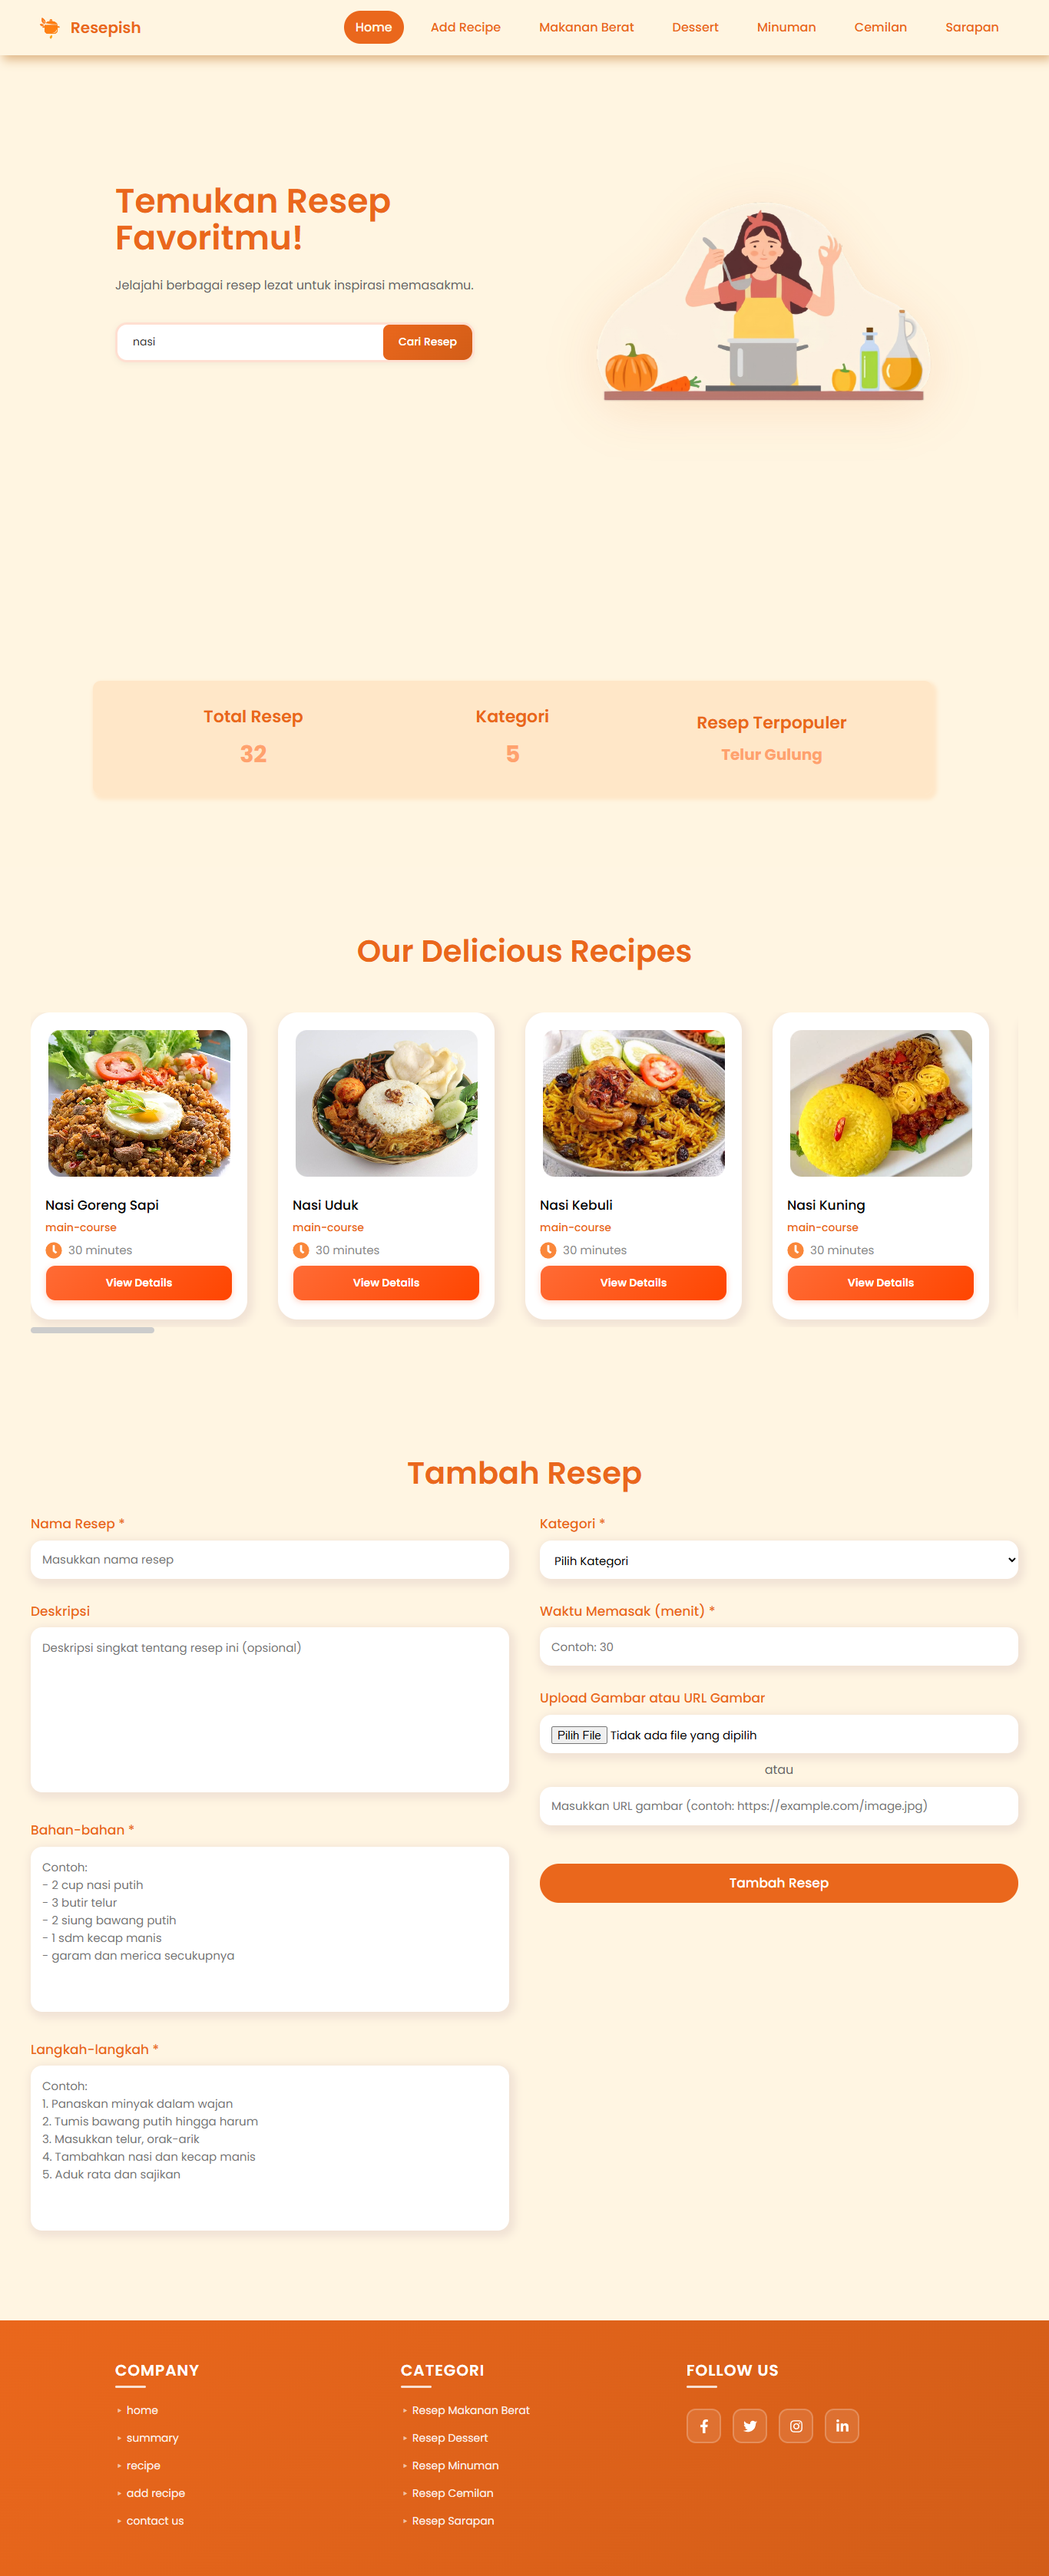 Resepish
Home
Add Recipe
Makanan Berat
Dessert
Minuman
Cemilan
Sarapan
Temukan Resep
Favoritmu!
Jelajahi berbagai resep lezat untuk inspirasi memasakmu.
nasi
Cari Resep
Total Resep
32
Kategori
5
Resep Terpopuler
Telur Gulung
Our Delicious Recipes
Nasi Goreng Sapi
main-course
30 minutes
View Details
Nasi Uduk
main-course
30 minutes
View Details
Nasi Kebuli
main-course
30 minutes
View Details
Nasi Kuning
main-course
30 minutes
View Details
Tambah Resep
Nama Resep *
Masukkan nama resep
Deskripsi
Deskripsi singkat tentang resep ini (opsional)
Bahan-bahan *
Contoh:
- 2 cup nasi putih
- 3 butir telur
- 2 siung bawang putih
- 1 sdm kecap manis
- garam dan merica secukupnya
Langkah-langkah *
Contoh:
1. Panaskan minyak dalam wajan
2. Tumis bawang putih hingga harum
3. Masukkan telur, orak-arik
4. Tambahkan nasi dan kecap manis
5. Aduk rata dan sajikan
Kategori *
Pilih Kategori
Waktu Memasak (menit) *
Contoh: 30
Upload Gambar atau URL Gambar
Pilih File Tidak ada file yang dipilih
atau
Masukkan URL gambar (contoh: https://example.com/image.jpg)
Tambah Resep
COMPANY
home
summary
recipe
add recipe
contact us
CATEGORI
Resep Makanan Berat
Resep Dessert
Resep Minuman
Resep Cemilan
Resep Sarapan
FOLLOW US